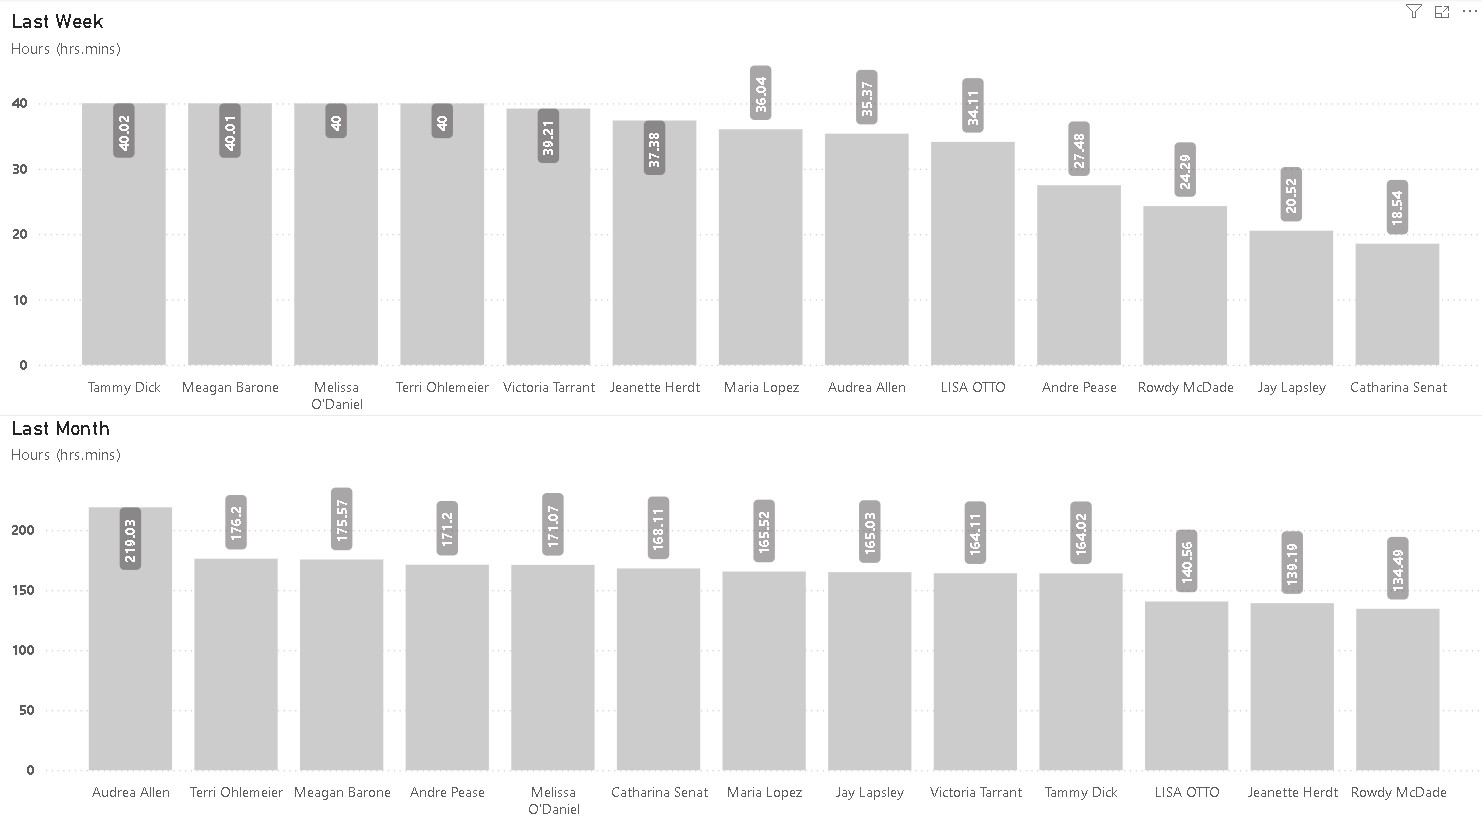 Last Week
Hours (hrs.mins)
40
30
20
10
0
40.02
40.01
40
40
39.21
37.38
36.04
35.37
34.11
27.48
24.29
20.52
18.54
Tammy Dick
Meagan Barone
Melissa
O'Daniel
Terri Ohlemeier
Victoria Tarrant
Jeanette Herdt
Maria Lopez
Audrea Allen
LISA OTTO
Andre Pease
Rowdy McDade
Jay Lapsley
Catharina Senat
Last Month
Hours (hrs.mins)
200
150
100
50
0
219.03
176.2
175.57
171.2
171.07
168.11
165.52
165.03
164.11
164.02
140.56
139.19
134.49
Audrea Allen
Terri Ohlemeier
Meagan Barone
Andre Pease
Melissa
O'Daniel
Catharina Senat
Maria Lopez
Jay Lapsley
Victoria Tarrant
Tammy Dick
LISA OTTO
Jeanette Herdt
Rowdy McDade